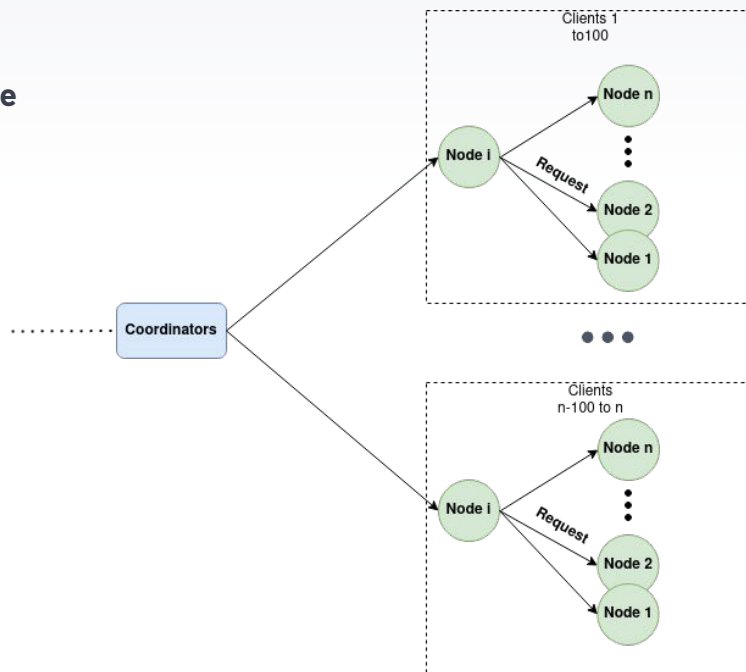 e
Clients 1
to100
Node n
Node i
Request
Node 2
Node 1
Coordinators
Clients
n-100 to n
Node n
Node i
Request
Node 2
Node 1